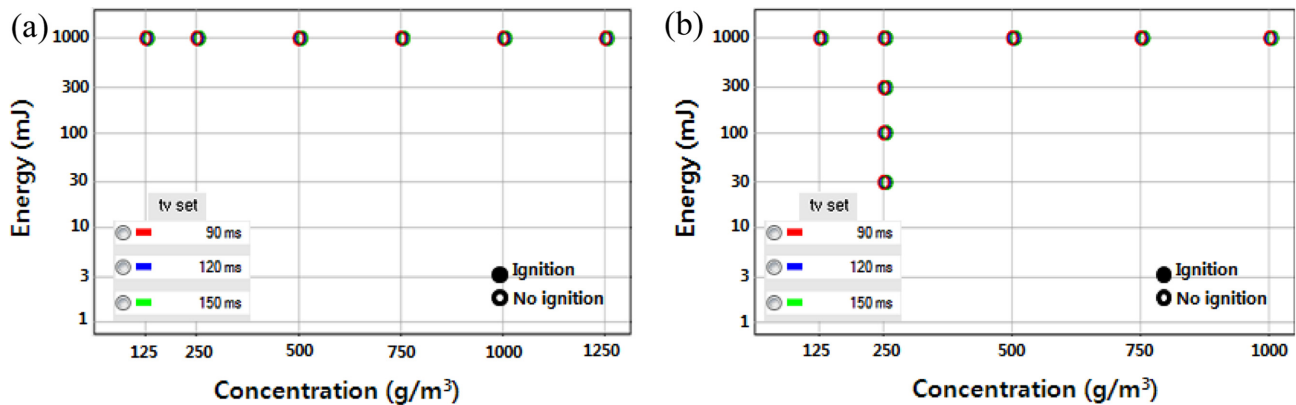 (a)
Energy (mJ)
1000
300
100
30
10
3
1
tv set
90 ms
120 ms
150 ms
Ignition
No ignition
125 250 500 750 1000 1250
Concentration (g/m³)
(b)
Energy (mJ)
1000
300
100
30
10
3
1
tv set
90 ms
120 ms
150 ms
Ignition
No ignition
125 250 500 750 1000
Concentration (g/m³)